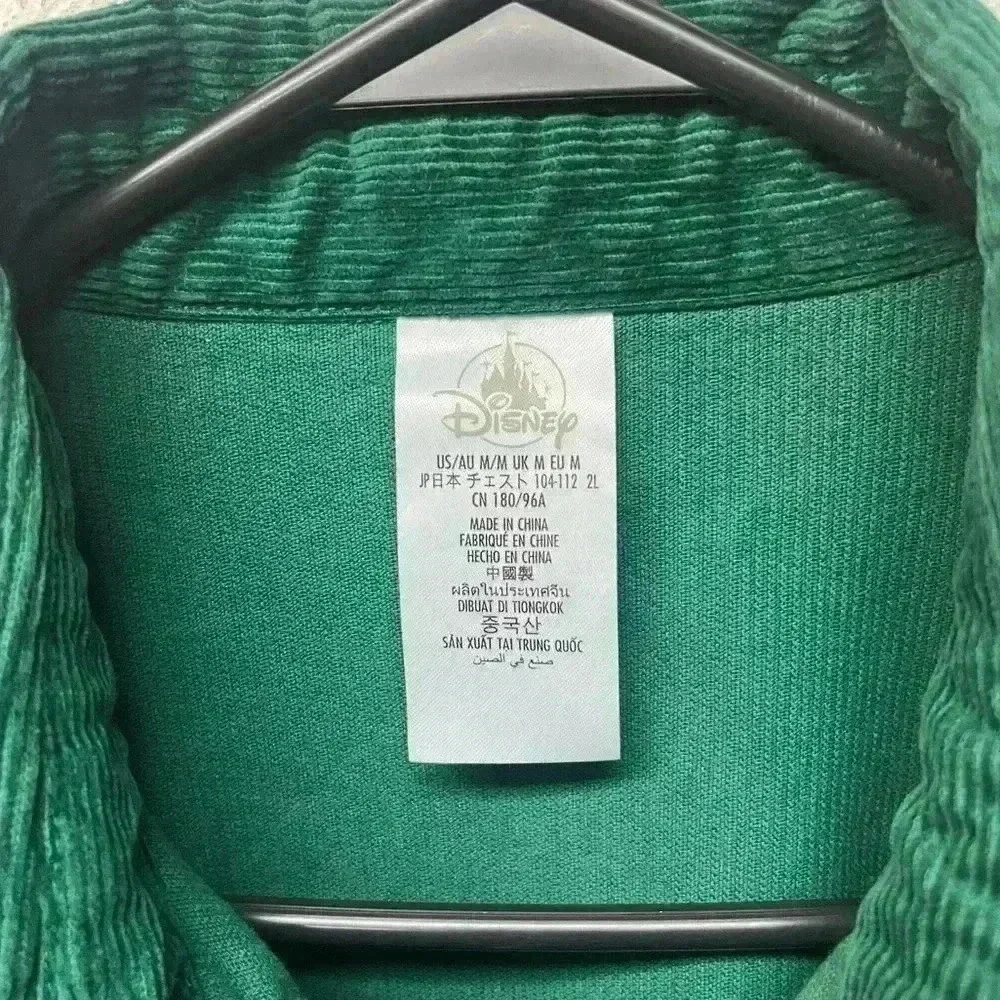 Disney
US/AU M/M UK M EU M
JP日本 チェスト 104-112 2L
CN 180/96A
MADE IN CHINA
FABRIQUÉ EN CHINE
HECHO EN CHINA
中國製
ผลิตในประเทศจีน
DIBUAT DI TIONGKOK
중국산
SẢN XUẤT TẠI TRUNG QUỐC
صنع في الصين